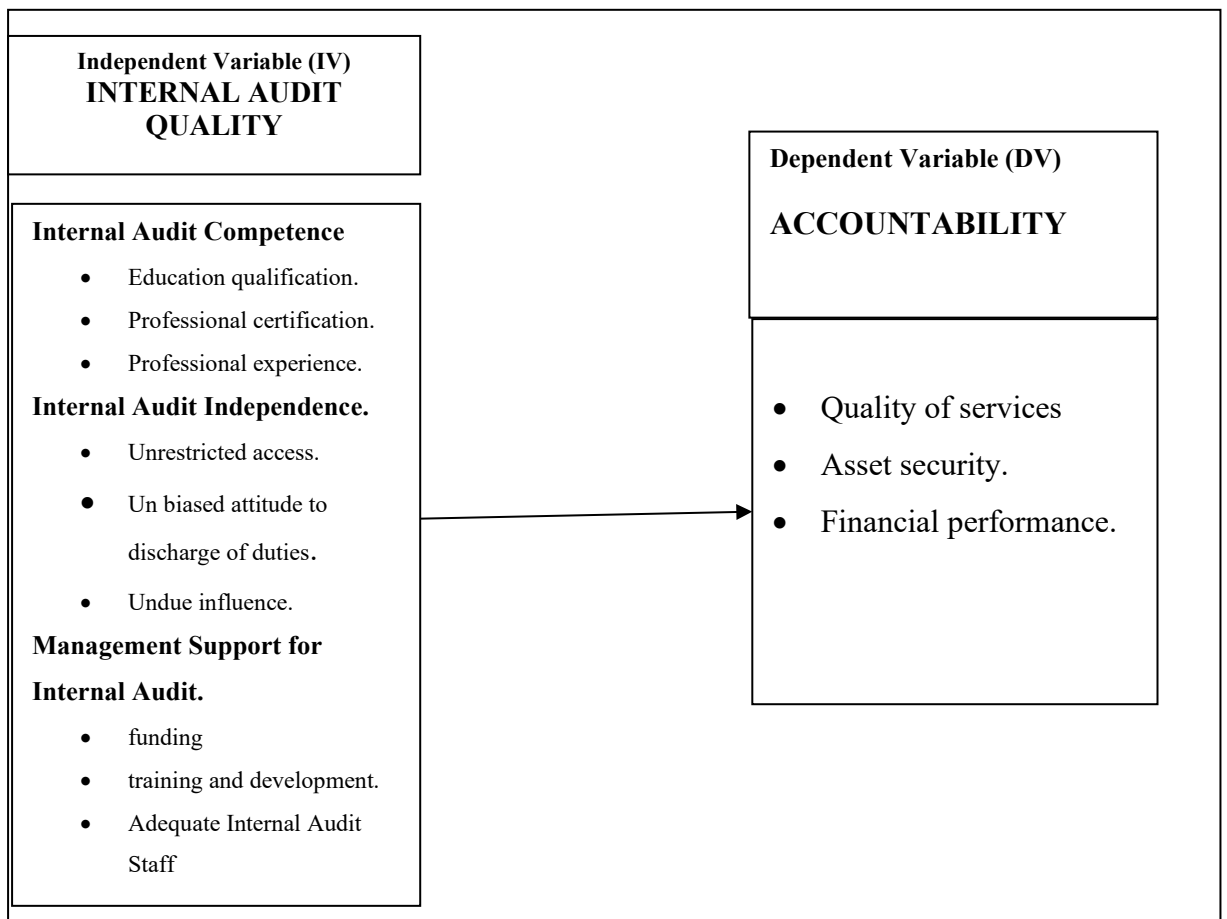 Independent Variable (IV)
INTERNAL AUDIT
QUALITY
Internal Audit Competence
• Education qualification.
• Professional certification.
• Professional experience.
Internal Audit Independence.
• Unrestricted access.
• Un biased attitude to
discharge of duties.
• Undue influence.
Management Support for
Internal Audit.
• funding
• training and development.
• Adequate Internal Audit
Staff
Dependent Variable (DV)
ACCOUNTABILITY
• Quality of services
• Asset security.
• Financial performance.